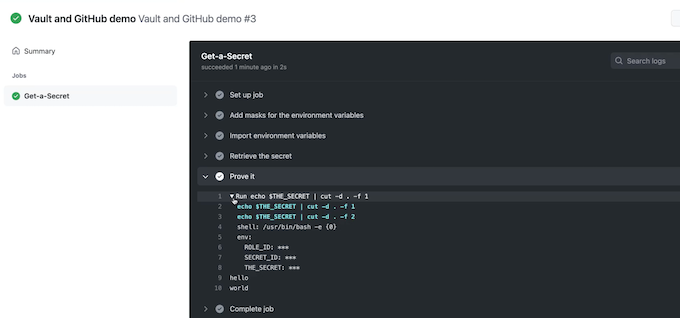 Vault and GitHub demo Vault and GitHub demo #3
Summary
Jobs
Get-a-Secret
Get-a-Secret
succeeded 1 minute ago in 2s
Search logs
Set up job
Add masks for the environment variables
Import environment variables
Retrieve the secret
Prove it
1 ▼Run echo $THE_SECRET | cut -d . -f 1
2 echo $THE_SECRET | cut -d . -f 1
3 echo $THE_SECRET | cut -d . -f 2
4 shell: /usr/bin/bash -e {0}
5 env:
6 ROLE_ID: ***
7 SECRET_ID: ***
8 THE_SECRET: ***
9 hello
10 world
Complete job